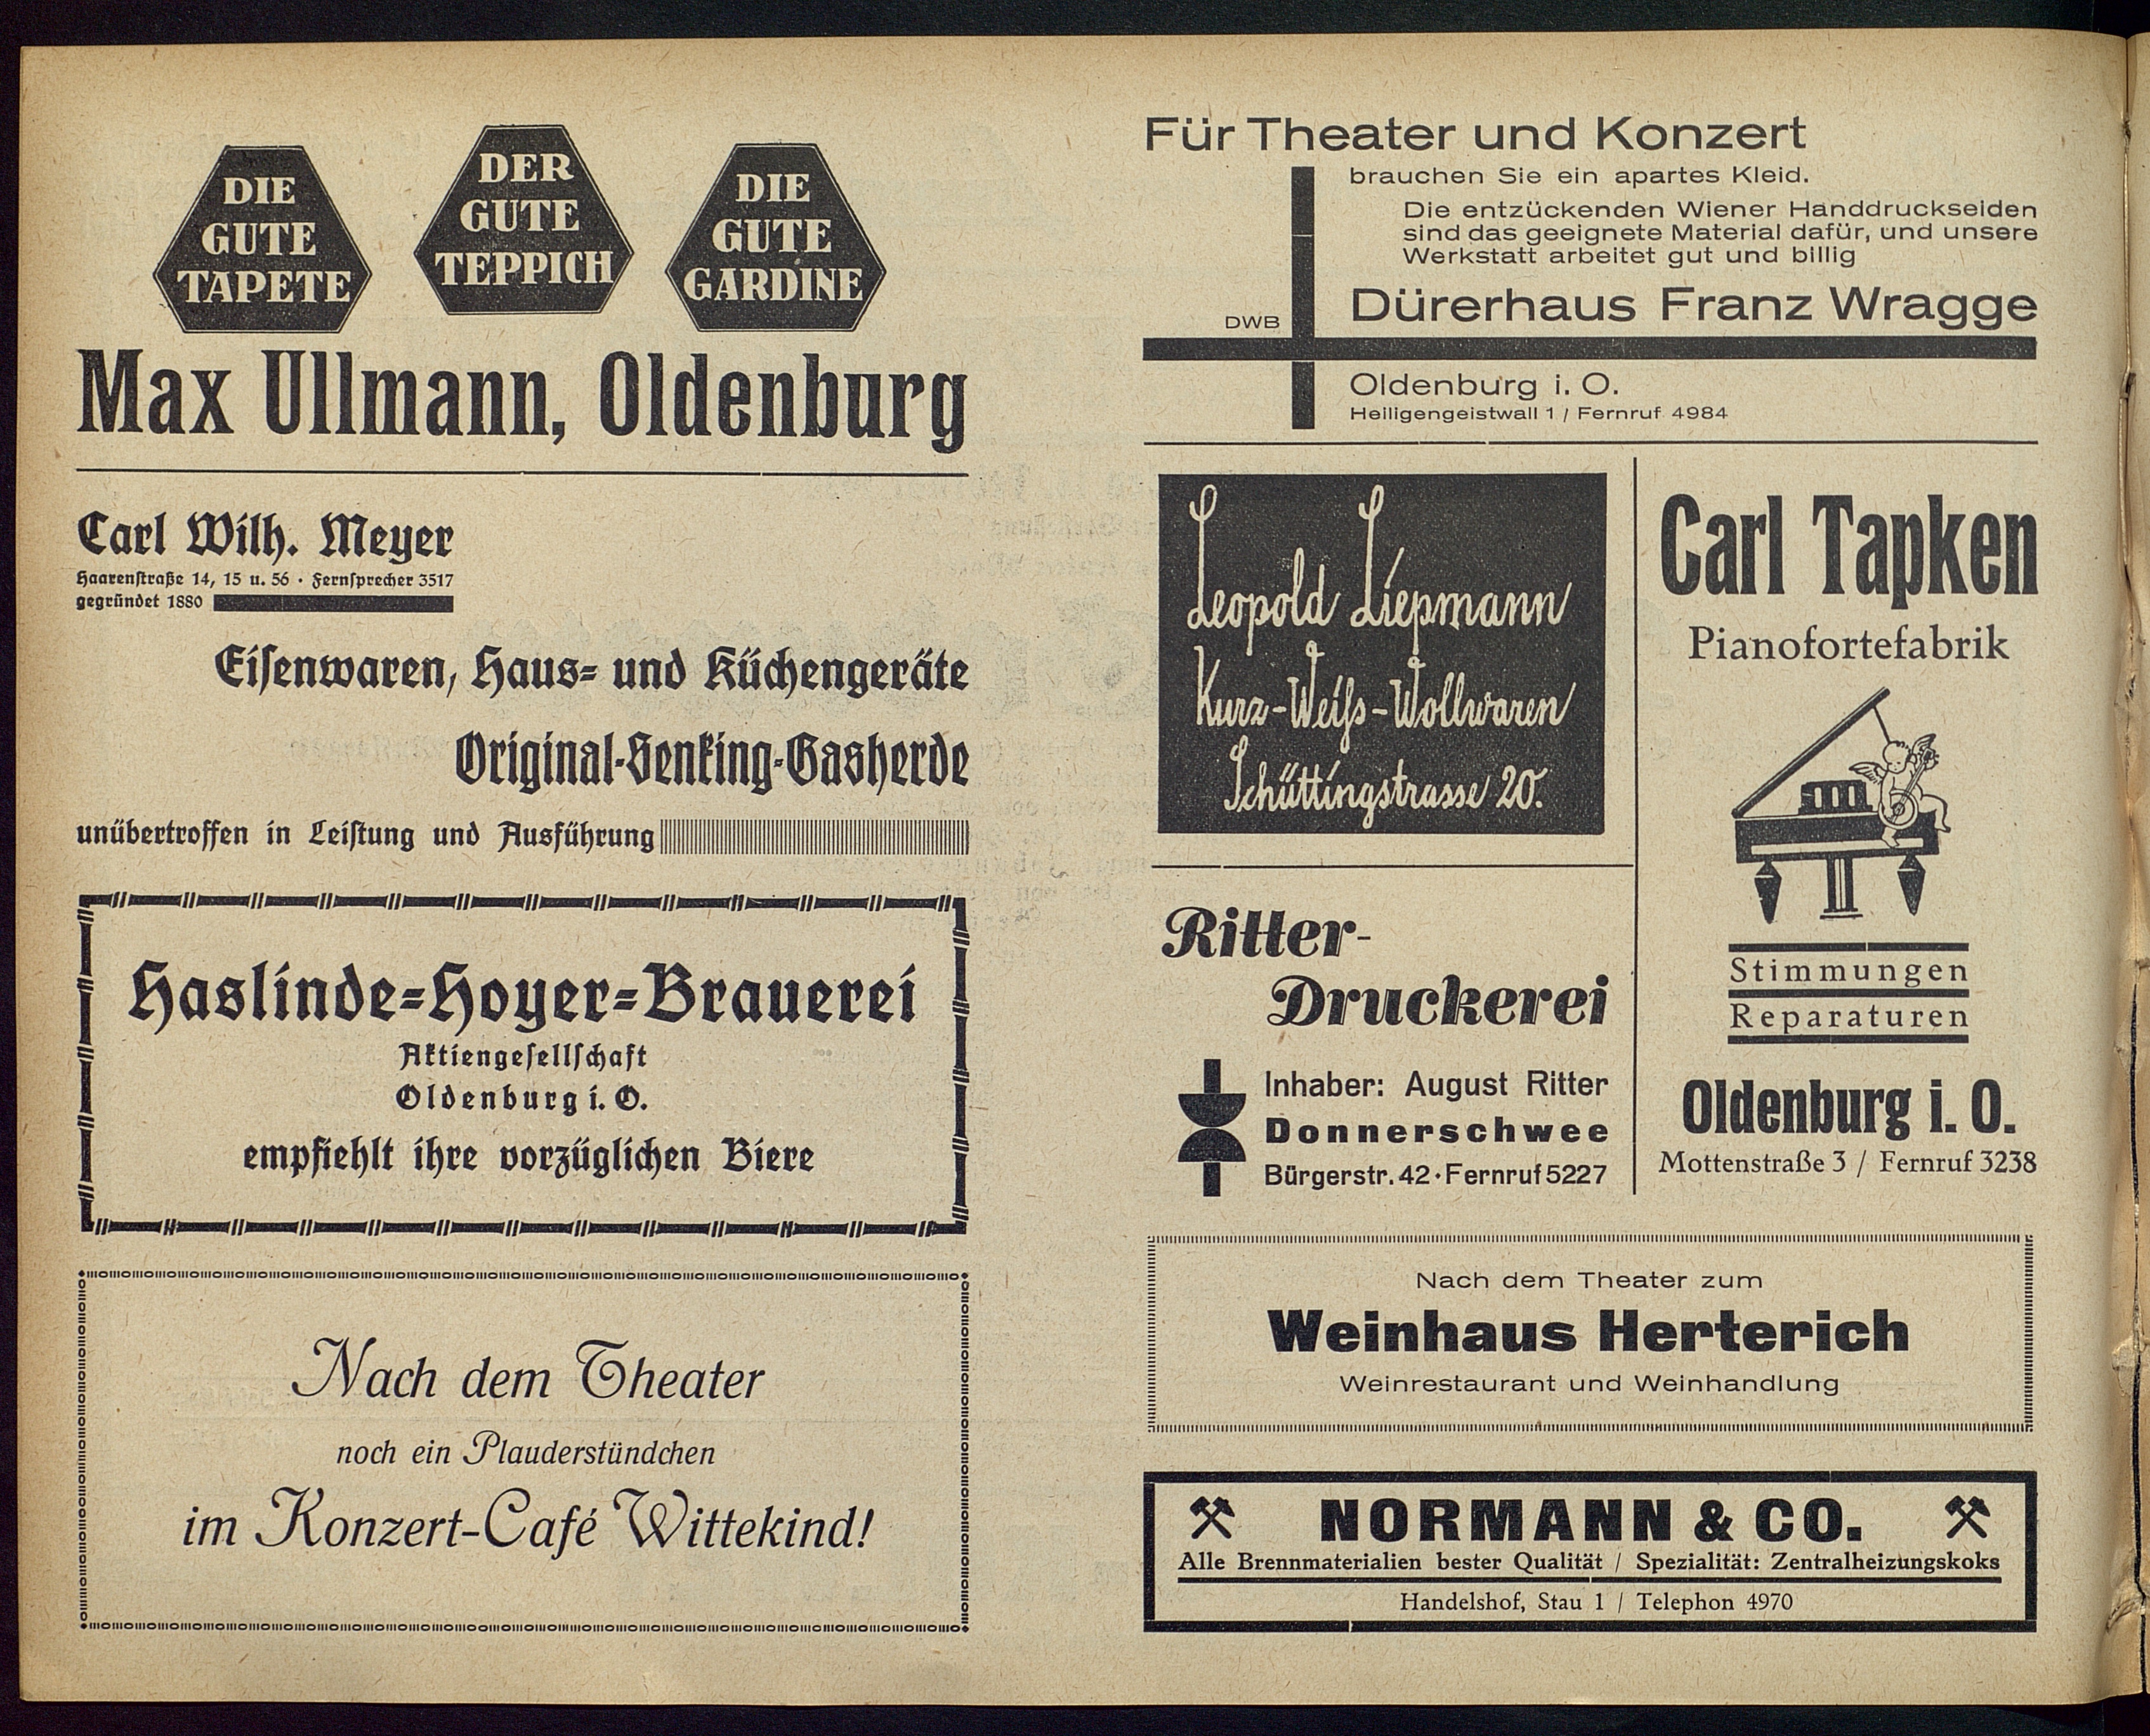 DIE
GUTE
TAPETE
DER
GUTE
TEPPICH
DIE
GUTE
GARDINE
Max Ullmann, Oldenburg
Carl Wilh. Meyer
Haarenſtraße 14, 15 u. 56 · Fernſprecher 3517
gegründet 1880
Eiſenwaren, Haus= und Küchengeräte
Original-Senking-Gasherde
unübertroffen in Leiſtung und Ausführung
Haslinde=Hoyer=Brauerei
Aktiengeſellſchaft
Oldenburg i. O.
empfiehlt ihre vorzüglichen Biere
Nach dem Theater
noch ein Plauderstündchen
im Konzert-Café Wittekind!
Für Theater und Konzert
brauchen Sie ein apartes Kleid.
Die entzückenden Wiener Handdruckseiden
sind das geeignete Material dafür, und unsere
Werkstatt arbeitet gut und billig
DWB
Dürerhaus Franz Wragge
Oldenburg i. O.
Heiligengeistwall 1 / Fernruf 4984
Leopold Liepmann
Kurz-Weiſs-Wollwaren
Schüttingstrasse 20.
Ritter-
Druckerei
Inhaber: August Ritter
Donnerschwee
Bürgerstr. 42 · Fernruf 5227
Carl Tapken
Pianofortefabrik
Stimmungen
Reparaturen
Oldenburg i. O.
Mottenstraße 3 / Fernruf 3238
Nach dem Theater zum
Weinhaus Herterich
Weinrestaurant und Weinhandlung
NORMANN & CO.
Alle Brennmaterialien bester Qualität / Spezialität: Zentralheizungskoks
Handelshof, Stau 1 / Telephon 4970